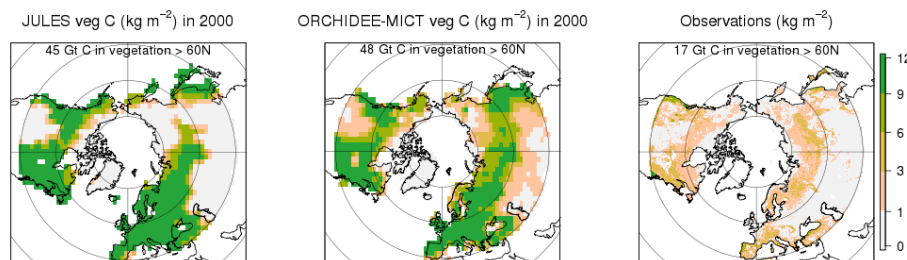 JULES veg C (kg m⁻²) in 2000
45 Gt C in vegetation > 60N
ORCHIDEE-MICT veg C (kg m⁻²) in 2000
48 Gt C in vegetation > 60N
Observations (kg m⁻²)
17 Gt C in vegetation > 60N
12
9
6
3
1
0